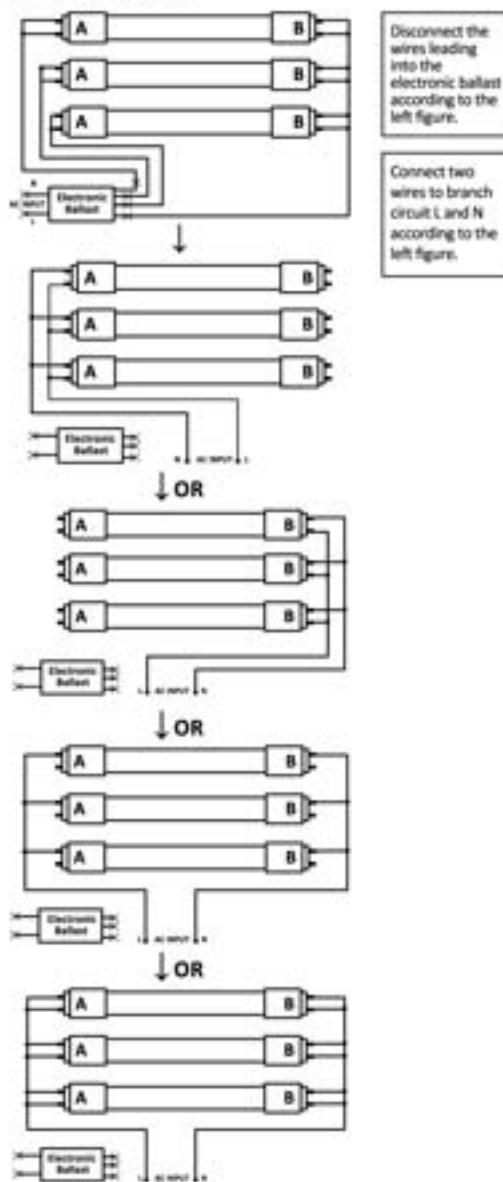 Disconnect the
wires leading
into the
electronic ballast
according to the
left figure.
Connect two
wires to branch
circuit L and N
according to the
left figure.
A B
A B
A B
N
AC INPUT
L
Electronic
Ballast
A B
A B
A B
Electronic
Ballast
N AC INPUT L
OR
A B
A B
A B
Electronic
Ballast
L AC INPUT N
OR
A B
A B
A B
Electronic
Ballast
L AC INPUT N
OR
A B
A B
A B
Electronic
Ballast
L AC INPUT N